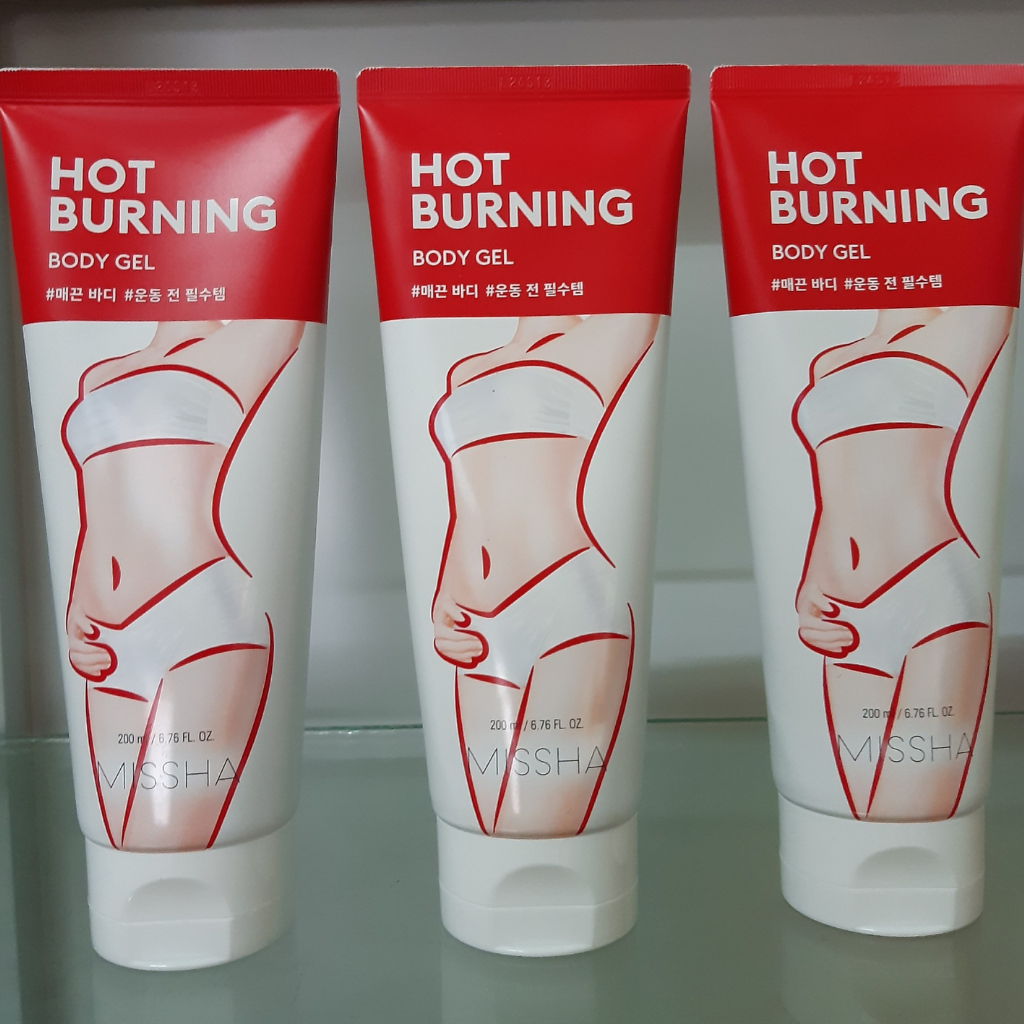 HOT
BURNING
BODY GEL
#매끈 바디 #운동 전 필수템
200 ml / 6.76 FL. OZ.
MISSHA
HOT
BURNING
BODY GEL
#매끈 바디 #운동 전 필수템
200 ml / 6.76 FL. OZ.
MISSHA
HOT
BURNING
BODY GEL
#매끈 바디 #운동 전 필수템
200 ml / 6.76 FL. OZ.
MISSHA